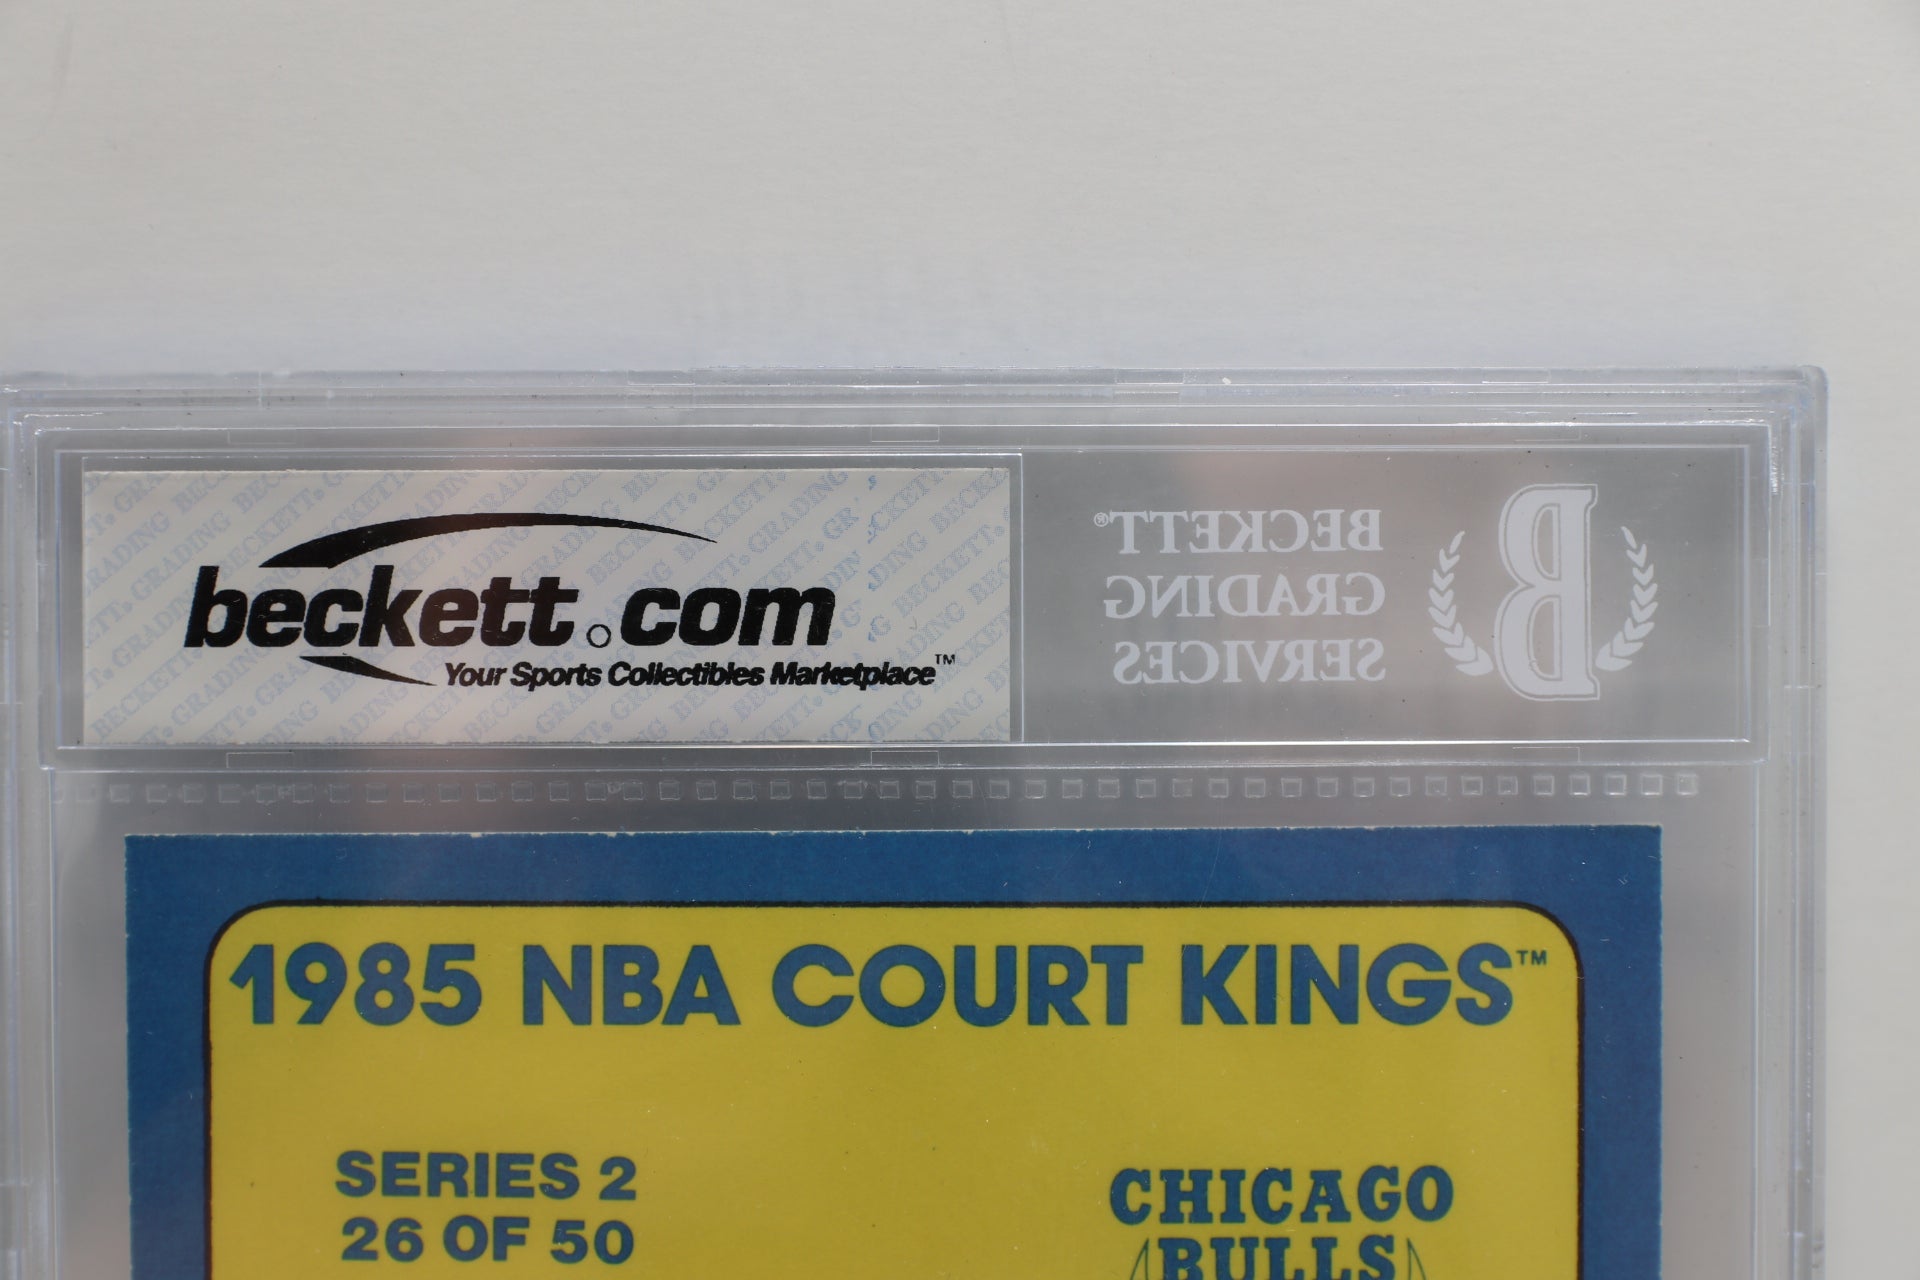 beckett.com
Your Sports Collectibles Marketplace™
BECKETT®
GRADING
SERVICES
B
1985 NBA COURT KINGS™
SERIES 2
26 OF 50
CHICAGO
BULLS